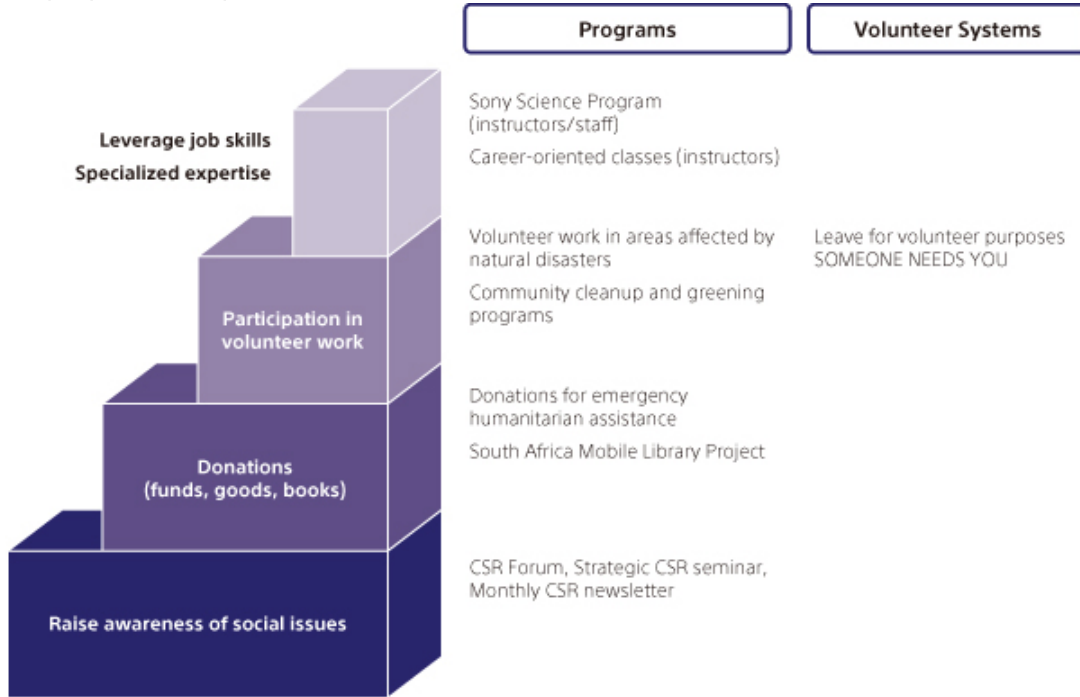 Programs
Volunteer Systems
Leverage job skills
Specialized expertise
Sony Science Program
(instructors/staff)
Career-oriented classes (instructors)
Participation in
volunteer work
Volunteer work in areas affected by
natural disasters
Community cleanup and greening
programs
Leave for volunteer purposes
SOMEONE NEEDS YOU
Donations
(funds, goods, books)
Donations for emergency
humanitarian assistance
South Africa Mobile Library Project
Raise awareness of social issues
CSR Forum, Strategic CSR seminar,
Monthly CSR newsletter